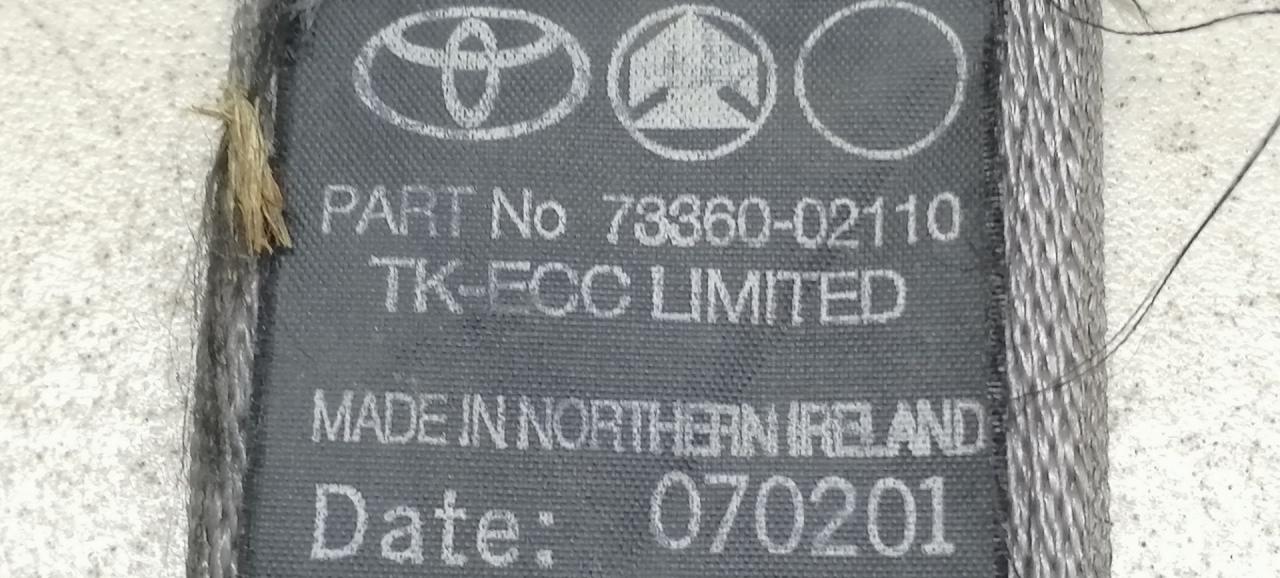 PART No 73360-02110
TK-ECC LIMITED
MADE IN NORTHERN IRELAND
Date: 070201